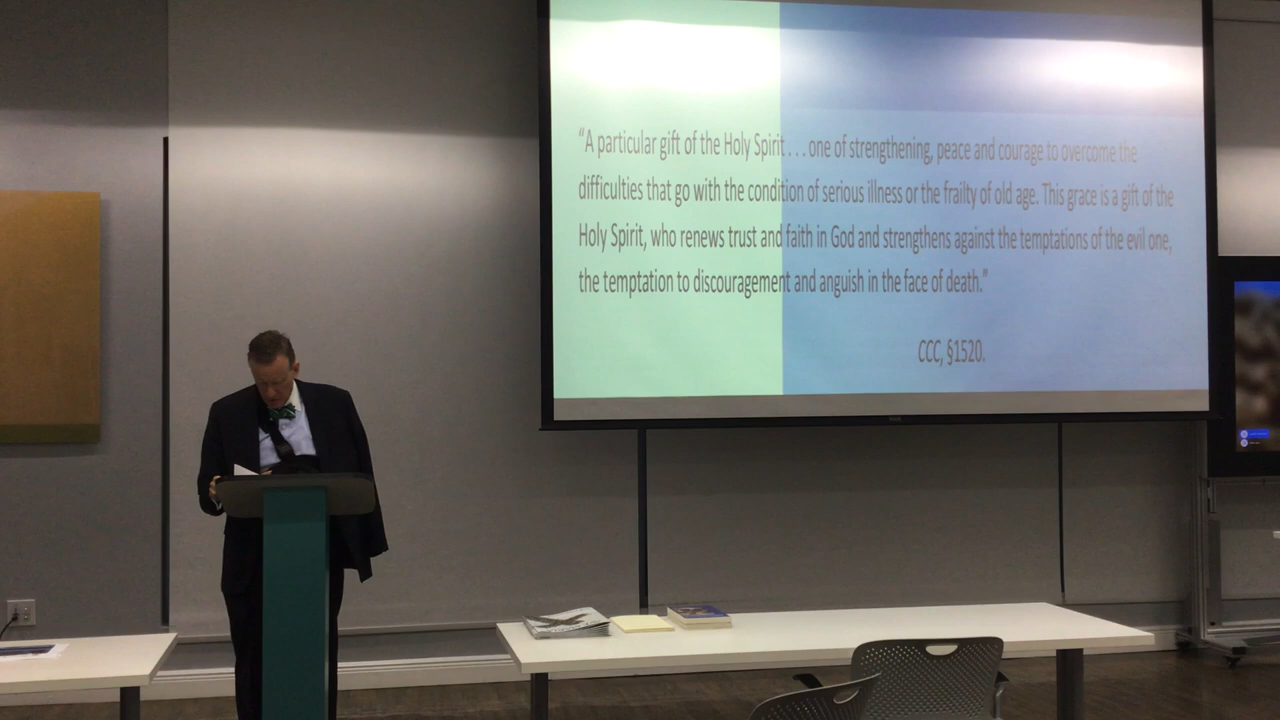 “A particular gift of the Holy Spirit . . . one of strengthening, peace and courage to overcome the
difficulties that go with the condition of serious illness or the frailty of old age. This grace is a gift of the
Holy Spirit, who renews trust and faith in God and strengthens against the temptations of the evil one,
the temptation to discouragement and anguish in the face of death.”
CCC, §1520.